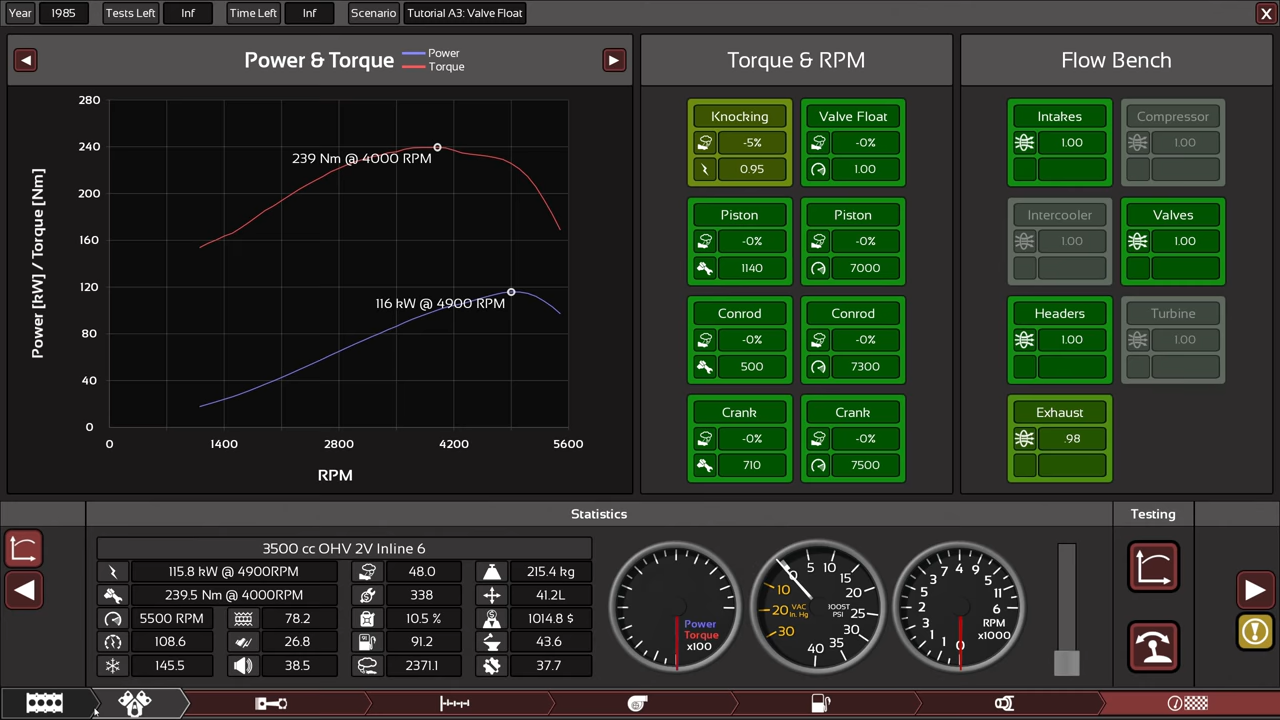 Year 1985 Tests Left Inf Time Left Inf Scenario Tutorial A3: Valve Float X
Power & Torque
Power
Torque
Torque & RPM
Flow Bench
Power [kW] / Torque [Nm]
280
240
200
160
120
80
40
0
239 Nm @ 4000 RPM
116 kW @ 4900 RPM
0 1400 2800 4200 5600
RPM
Knocking
-5%
0.95
Valve Float
-0%
1.00
Piston
-0%
1140
Piston
-0%
7000
Conrod
-0%
500
Conrod
-0%
7300
Crank
-0%
710
Crank
-0%
7500
Intakes
1.00
Compressor
1.00
Intercooler
1.00
Valves
1.00
Headers
1.00
Turbine
1.00
Exhaust
.98
Statistics
Testing
3500 cc OHV 2V Inline 6
115.8 kW @ 4900RPM 48.0 215.4 kg
239.5 Nm @ 4000RPM 338 41.2L
5500 RPM 78.2 10.5 % 1014.8 $
108.6 26.8 91.2 43.6
145.5 38.5 2371.1 37.7
Power
Torque
x100
0 5 10 15 20 25 30 35 40
10 20 30
VAC
In. Hg
BOOST
PSI
0 1 1 2 3 5 7 4 9 5 11 6
RPM
x1000